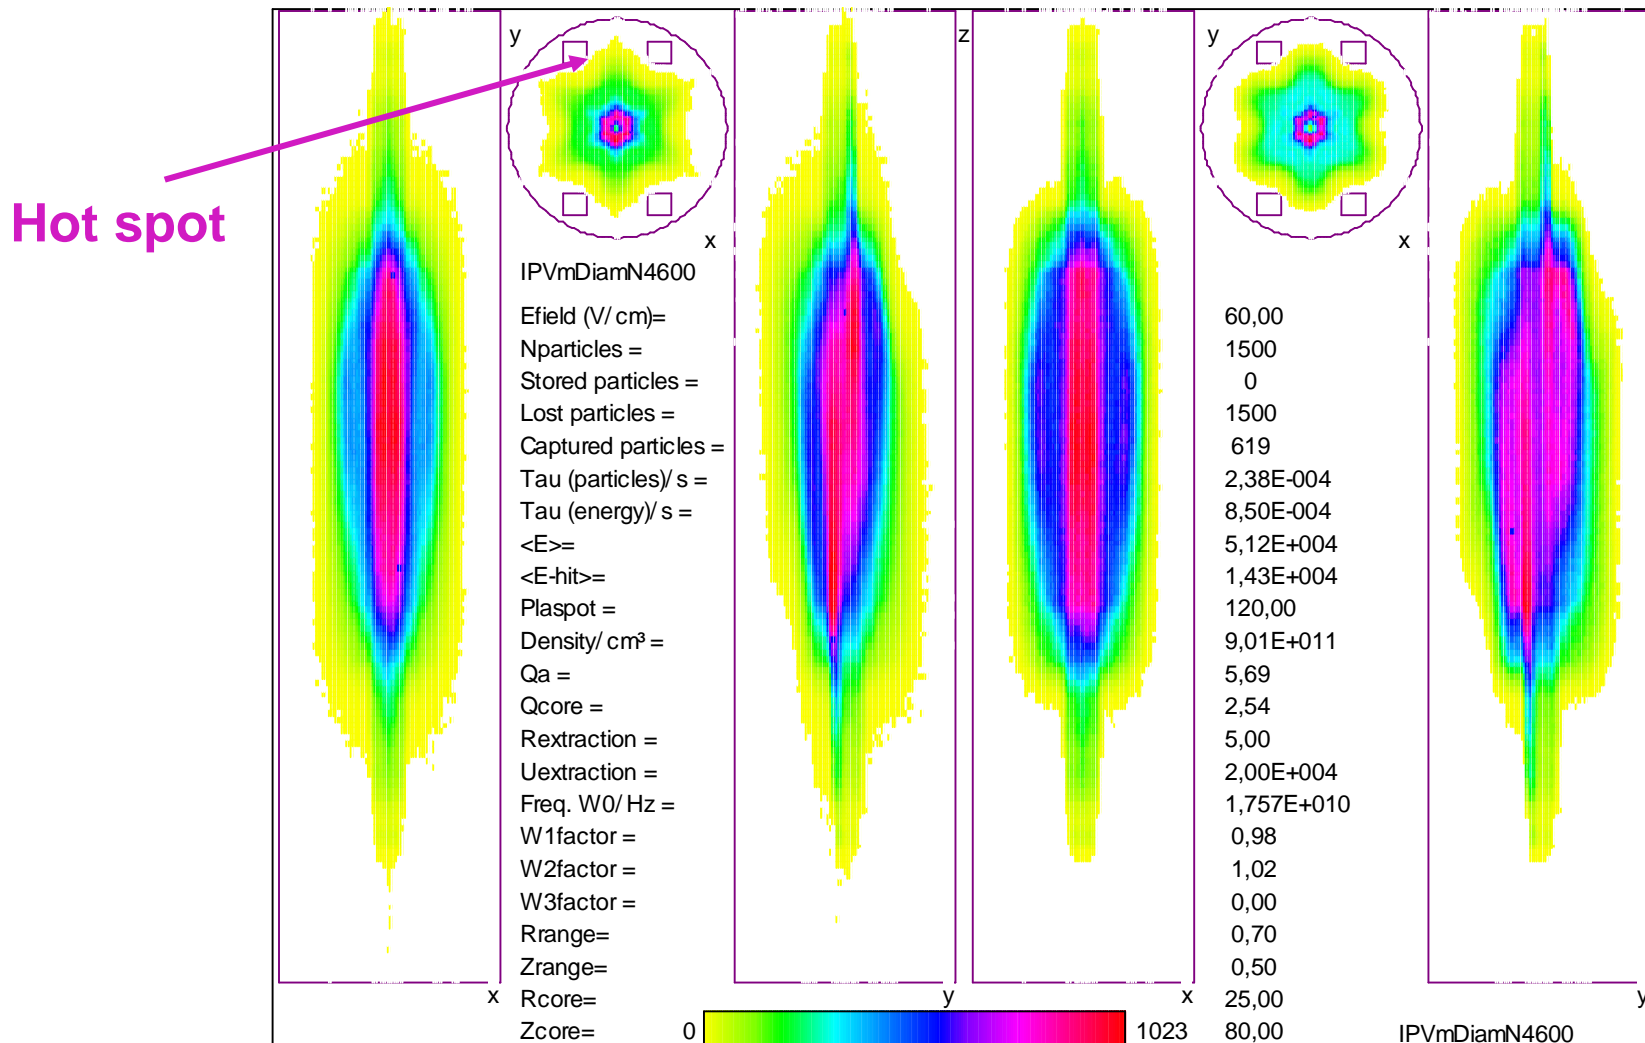 y
z
y
Hot spot
x
x
IPVmDiamN4600
Efield (V/cm)= 60,00
Nparticles = 1500
Stored particles = 0
Lost particles = 1500
Captured particles = 619
Tau (particles)/s = 2,38E-004
Tau (energy)/s = 8,50E-004
<E>= 5,12E+004
<E-hit>= 1,43E+004
Plaspot = 120,00
Density/cm³ = 9,01E+011
Qa = 5,69
Qcore = 2,54
Rextraction = 5,00
Uextraction = 2,00E+004
Freq. W0/Hz = 1,757E+010
W1factor = 0,98
W2factor = 1,02
W3factor = 0,00
Rrange= 0,70
Zrange= 0,50
x y x y
Rcore= 25,00
Zcore= 80,00
0 1023
IPVmDiamN4600